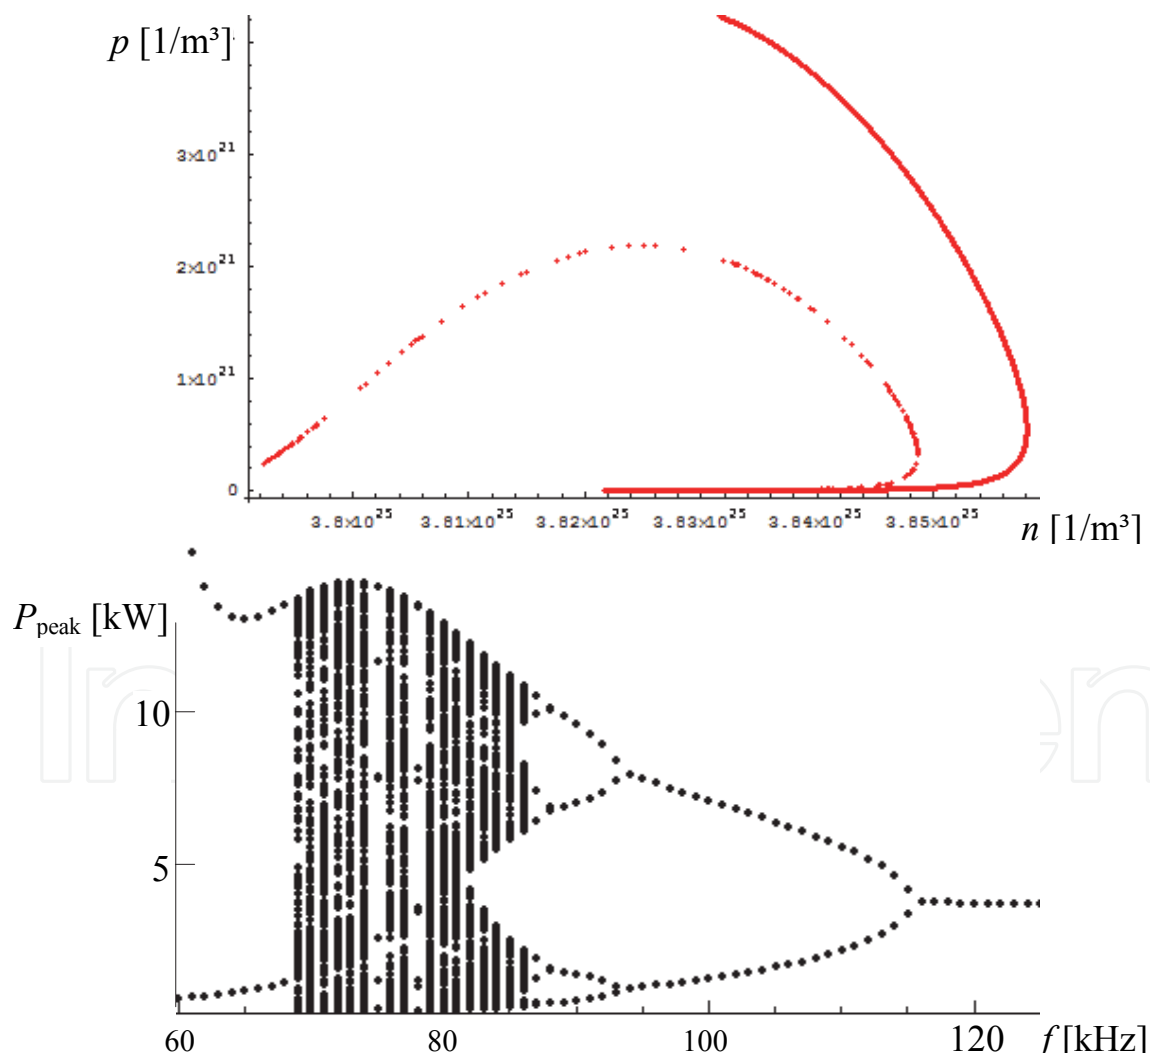 p [1/m³]
3×10²¹
2×10²¹
1×10²¹
0
3.8×10²⁵ 3.81×10²⁵ 3.82×10²⁵ 3.83×10²⁵ 3.84×10²⁵ 3.85×10²⁵
n [1/m³]
P_peak [kW]
In en
10
5
60 80 100 120 f [kHz]